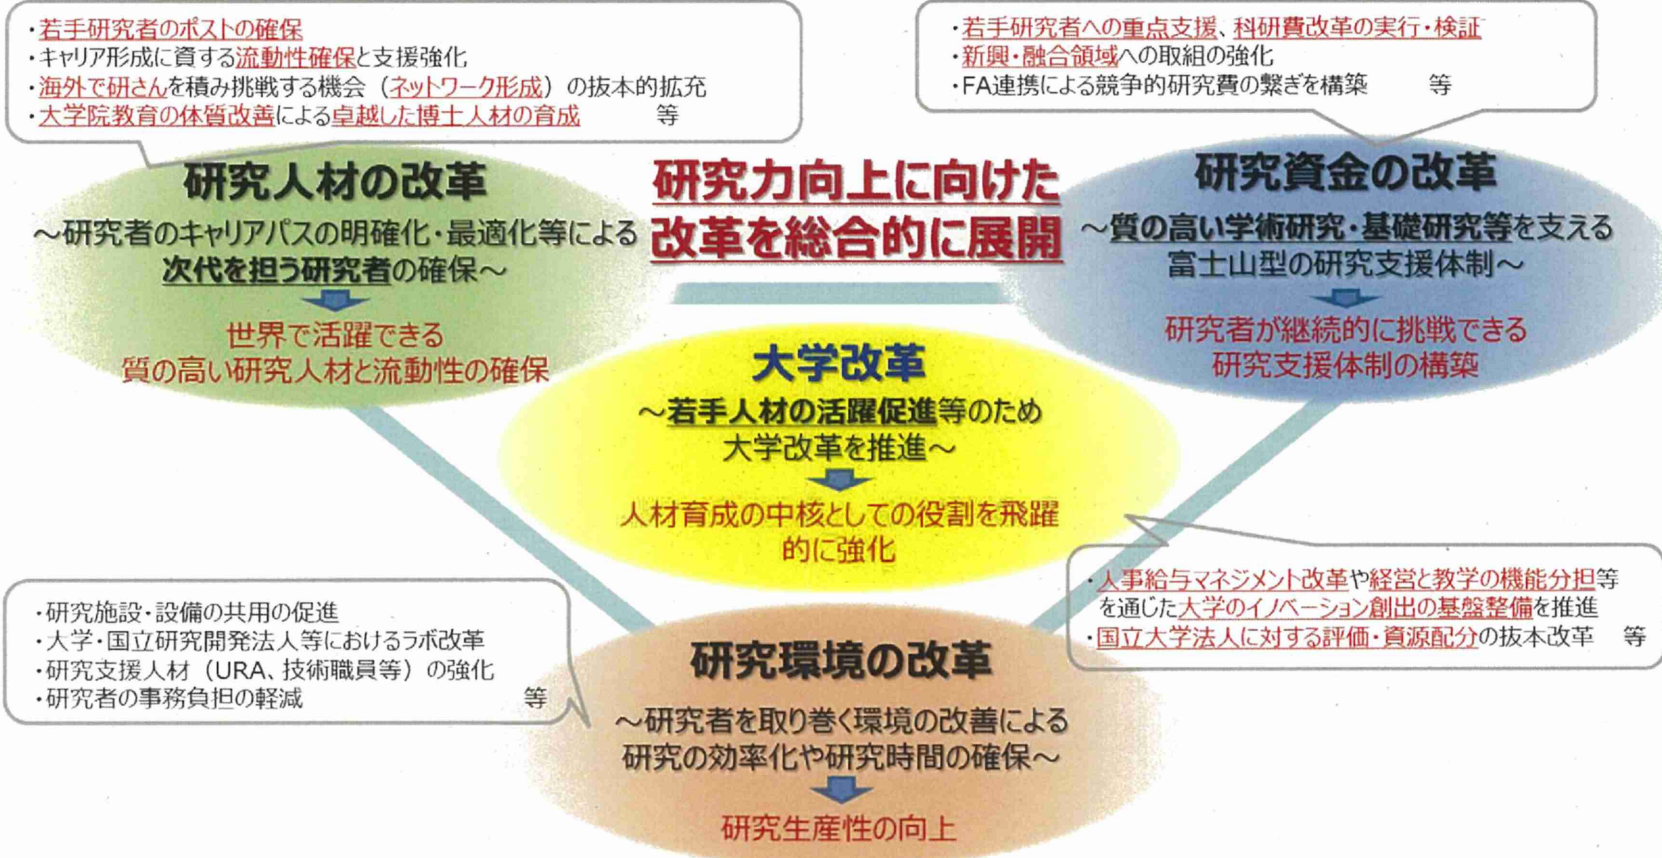 ・若手研究者のポストの確保
・キャリア形成に資する流動性確保と支援強化
・海外で研さんを積み挑戦する機会（ネットワーク形成）の抜本的拡充
・大学院教育の体質改善による卓越した博士人材の育成　等
・若手研究者への重点支援、科研費改革の実行・検証
・新興・融合領域への取組の強化
・FA連携による競争的研究費の繋ぎを構築　等
研究人材の改革
～研究者のキャリアパスの明確化・最適化等による
次代を担う研究者の確保～
世界で活躍できる
質の高い研究人材と流動性の確保
研究力向上に向けた
改革を総合的に展開
研究資金の改革
～質の高い学術研究・基礎研究等を支える
富士山型の研究支援体制～
研究者が継続的に挑戦できる
研究支援体制の構築
大学改革
～若手人材の活躍促進等のため
大学改革を推進～
人材育成の中核としての役割を飛躍
的に強化
・人事給与マネジメント改革や経営と教学の機能分担等
を通じた大学のイノベーション創出の基盤整備を推進
・国立大学法人に対する評価・資源配分の抜本改革　等
・研究施設・設備の共用の促進
・大学・国立研究開発法人等におけるラボ改革
・研究支援人材（URA、技術職員等）の強化
・研究者の事務負担の軽減　等
研究環境の改革
～研究者を取り巻く環境の改善による
研究の効率化や研究時間の確保～
研究生産性の向上